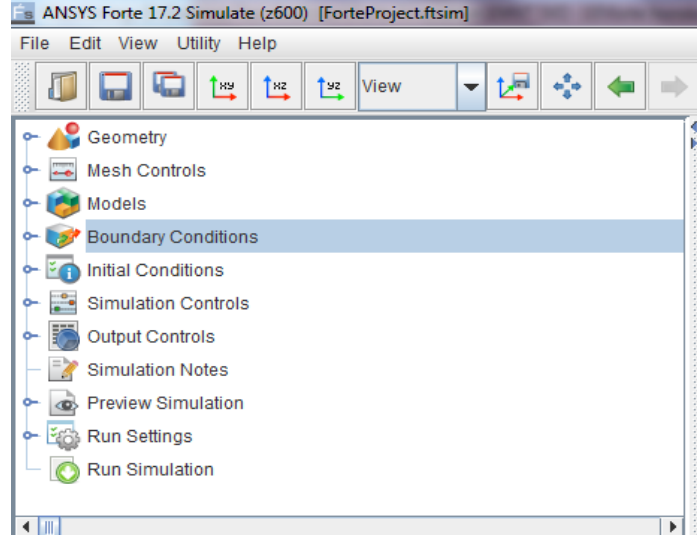 ANSYS Forte 17.2 Simulate (z600) [ForteProject.ftsim]
File Edit View Utility Help
xy xz yz View
Geometry
Mesh Controls
Models
Boundary Conditions
Initial Conditions
Simulation Controls
Output Controls
Simulation Notes
Preview Simulation
Run Settings
Run Simulation